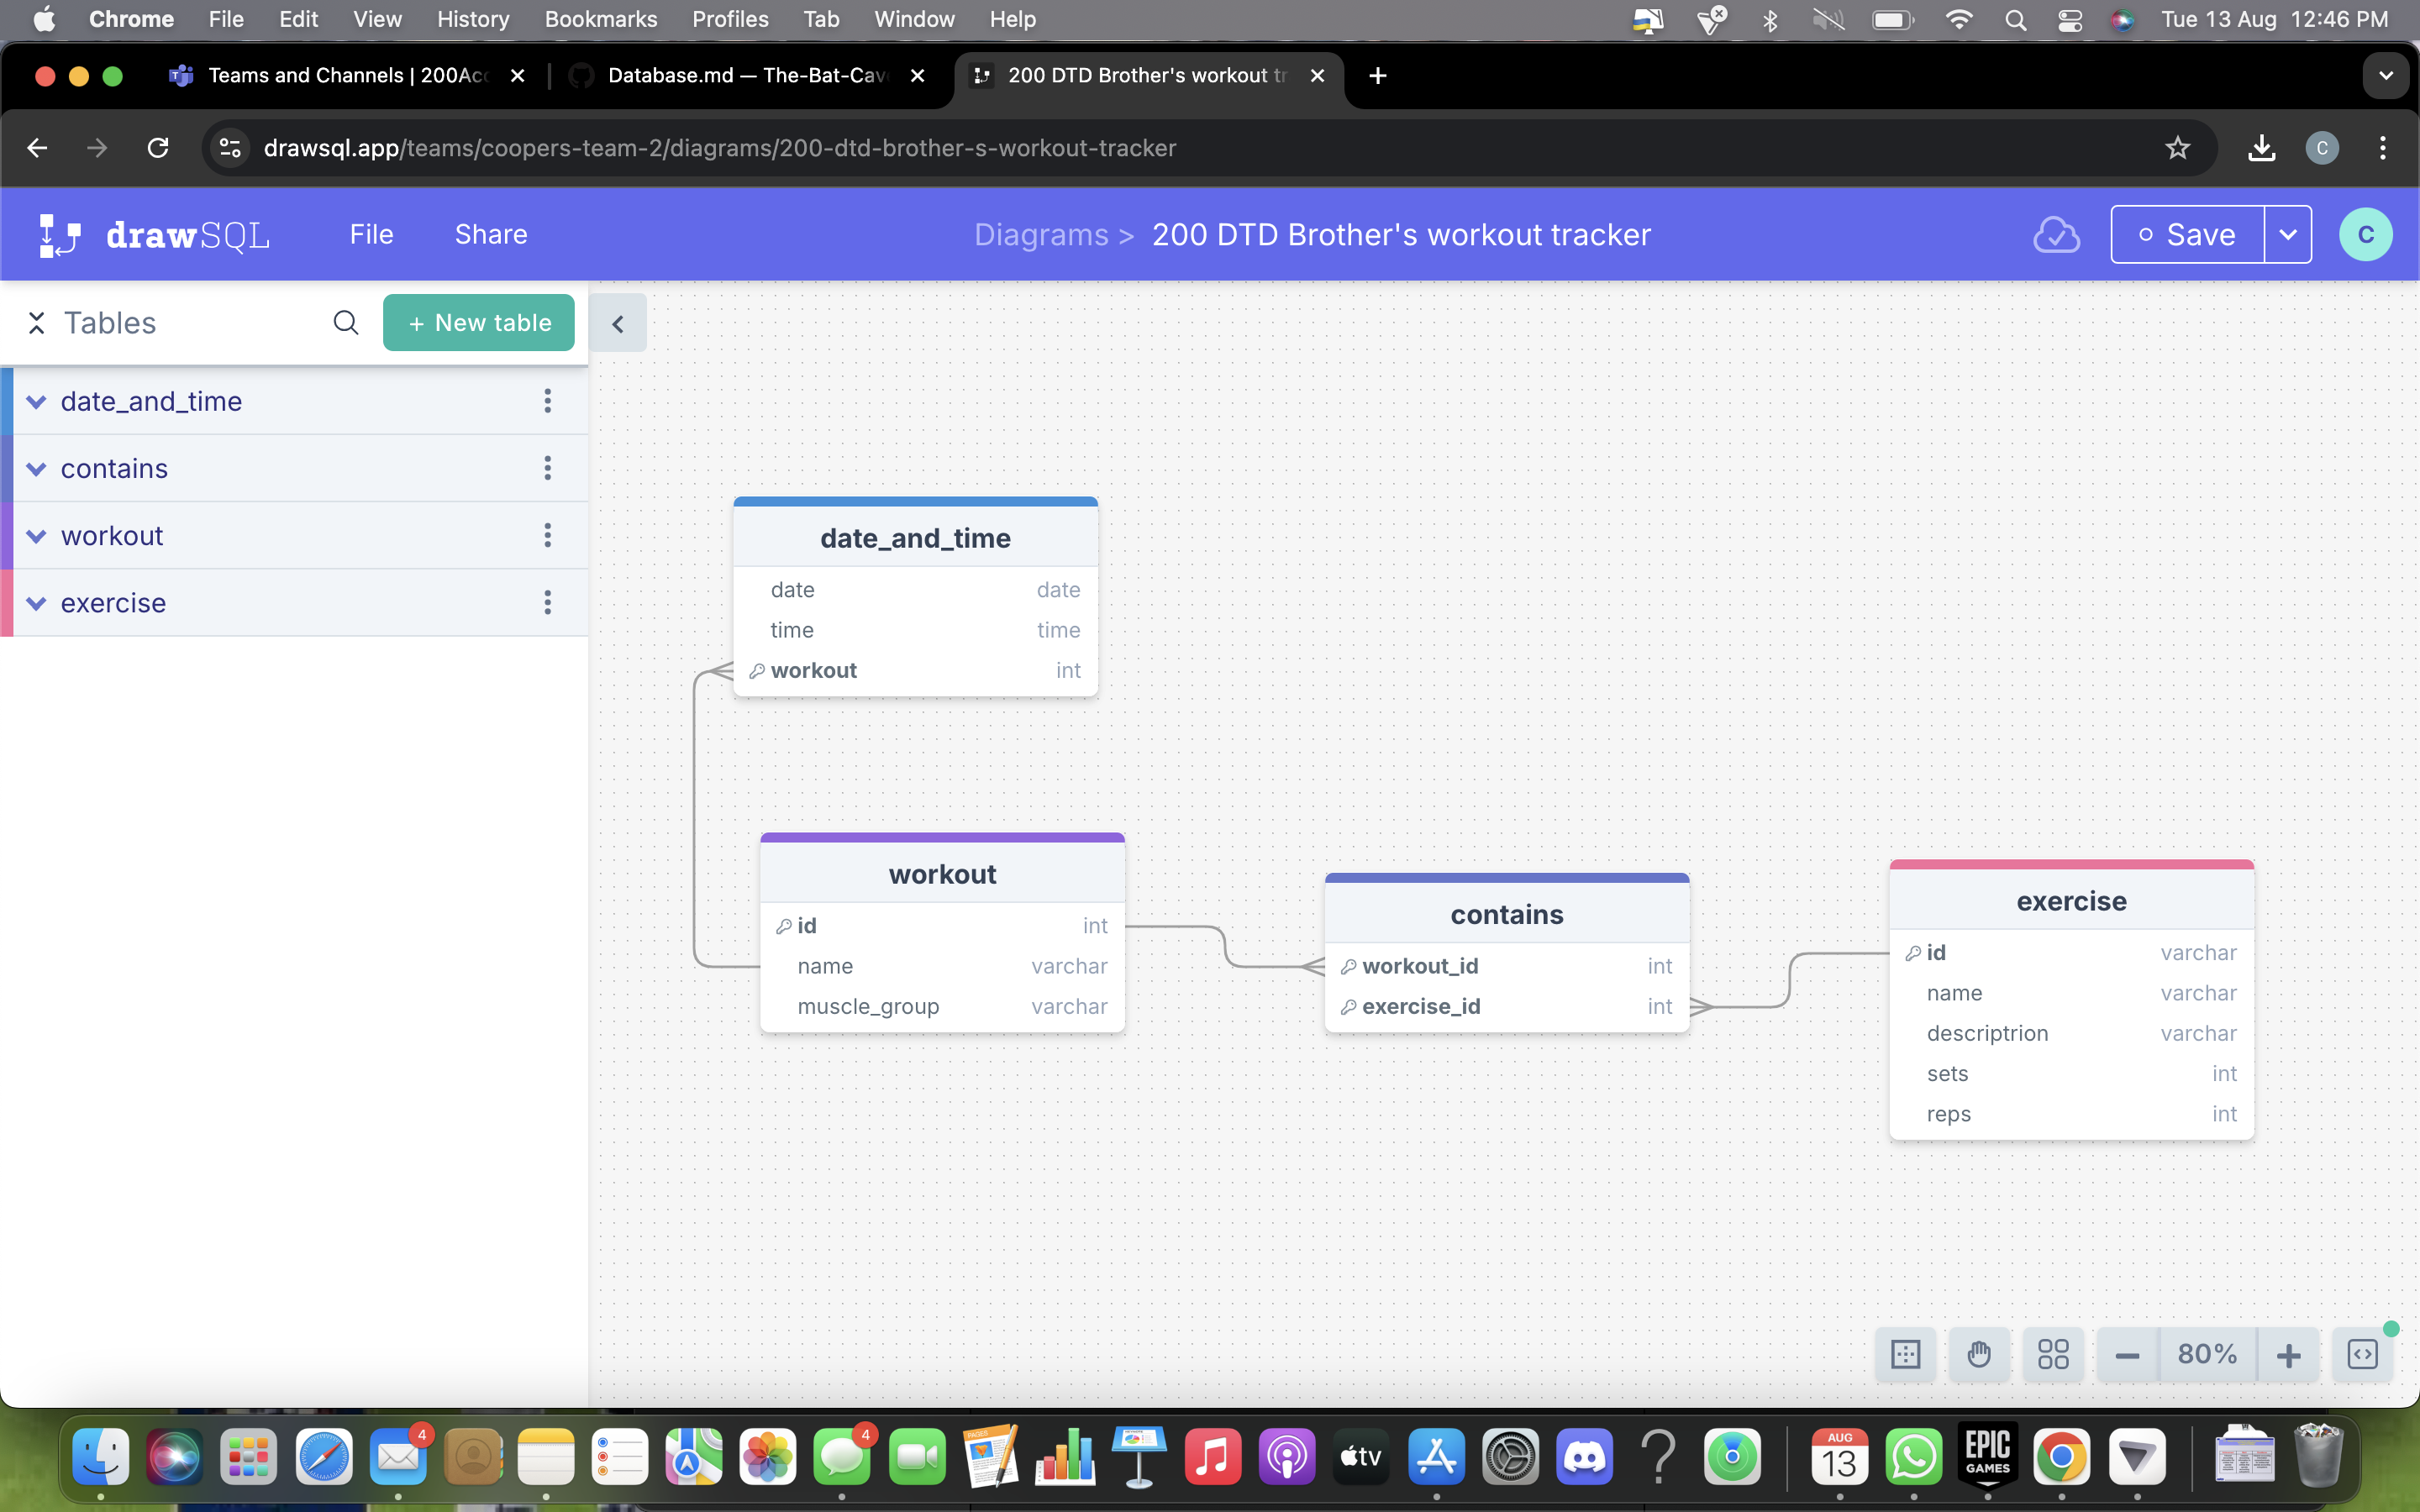 Chrome File Edit View History Bookmarks Profiles Tab Window Help Tue 13 Aug 12:46 PM
Teams and Channels | 200Acc Database.md — The-Bat-Cav 200 DTD Brother's workout tr
drawsql.app/teams/coopers-team-2/diagrams/200-dtd-brother-s-workout-tracker C
drawSQL File Share Diagrams > 200 DTD Brother's workout tracker Save C
Tables + New table
date_and_time
contains
workout
exercise
date_and_time
date date
time time
workout int
workout
id int
name varchar
muscle_group varchar
contains
workout_id int
exercise_id int
exercise
id varchar
name varchar
descriptrion varchar
sets int
reps int
80%
4
4
PAGES
tv
AUG
13
EPIC
GAMES